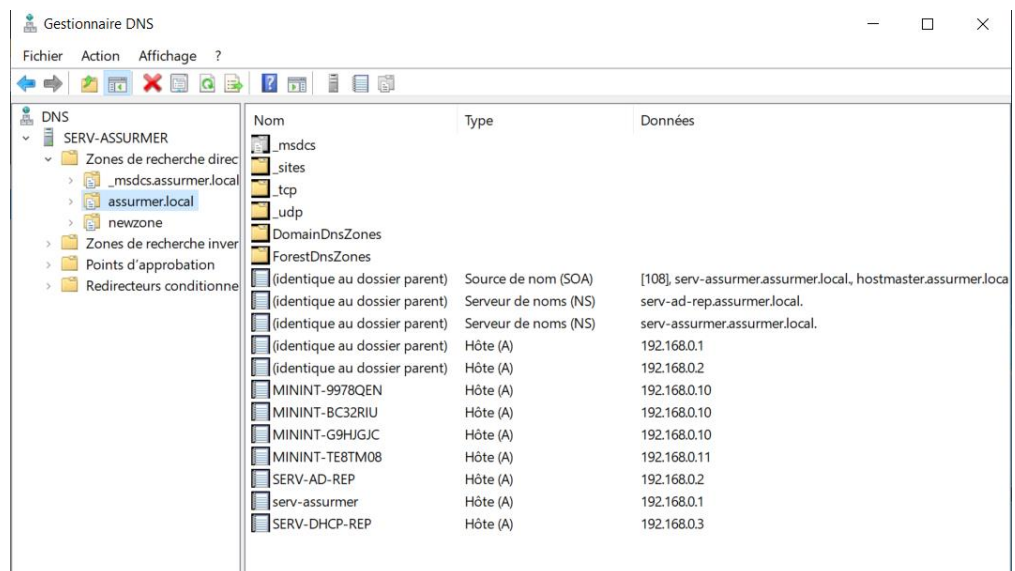 Gestionnaire DNS
Fichier Action Affichage ?
DNS
SERV-ASSURMER
Zones de recherche direc
_msdcs.assurmer.local
assurmer.local
newzone
Zones de recherche inver
Points d'approbation
Redirecteurs conditionne
Nom Type Données
_msdcs
_sites
_tcp
_udp
DomainDnsZones
ForestDnsZones
(identique au dossier parent) Source de nom (SOA) [108], serv-assurmer.assurmer.local., hostmaster.assurmer.loca
(identique au dossier parent) Serveur de noms (NS) serv-ad-rep.assurmer.local.
(identique au dossier parent) Serveur de noms (NS) serv-assurmer.assurmer.local.
(identique au dossier parent) Hôte (A) 192.168.0.1
(identique au dossier parent) Hôte (A) 192.168.0.2
MININT-9978QEN Hôte (A) 192.168.0.10
MININT-BC32RIU Hôte (A) 192.168.0.10
MININT-G9HJGJC Hôte (A) 192.168.0.10
MININT-TE8TM08 Hôte (A) 192.168.0.11
SERV-AD-REP Hôte (A) 192.168.0.2
serv-assurmer Hôte (A) 192.168.0.1
SERV-DHCP-REP Hôte (A) 192.168.0.3